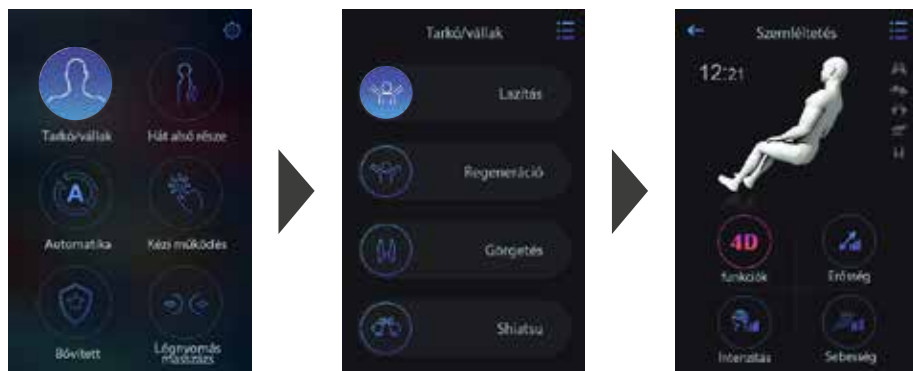 Tarkó/vállak
Hát alsó része
A
Automatika
Kézi működés
Bővített
Légnyomás
masszázs
Tarkó/vállak
Lazítás
Regeneráció
Görgetés
Shiatsu
Szemléltetés
12:21
4D
funkciók
Erősség
Intenzitás
Sebesség